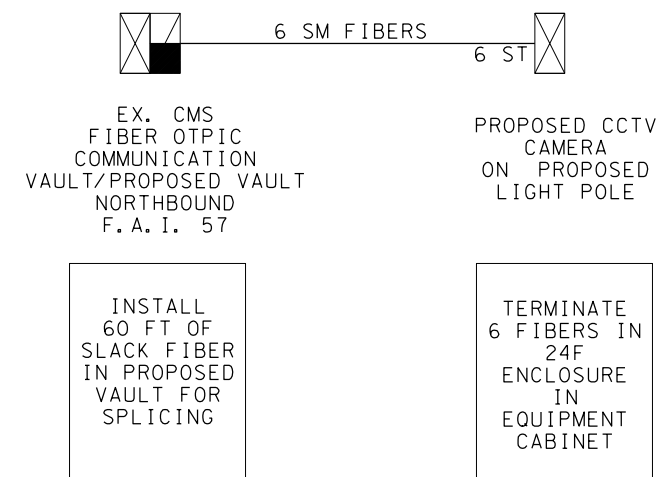 6 SM FIBERS
6 ST
EX. CMS
FIBER OTPIC
COMMUNICATION
VAULT/PROPOSED VAULT
NORTHBOUND
F.A.I. 57
PROPOSED CCTV
CAMERA
ON PROPOSED
LIGHT POLE
INSTALL
60 FT OF
SLACK FIBER
IN PROPOSED
VAULT FOR
SPLICING
TERMINATE
6 FIBERS IN
24F
ENCLOSURE
IN
EQUIPMENT
CABINET